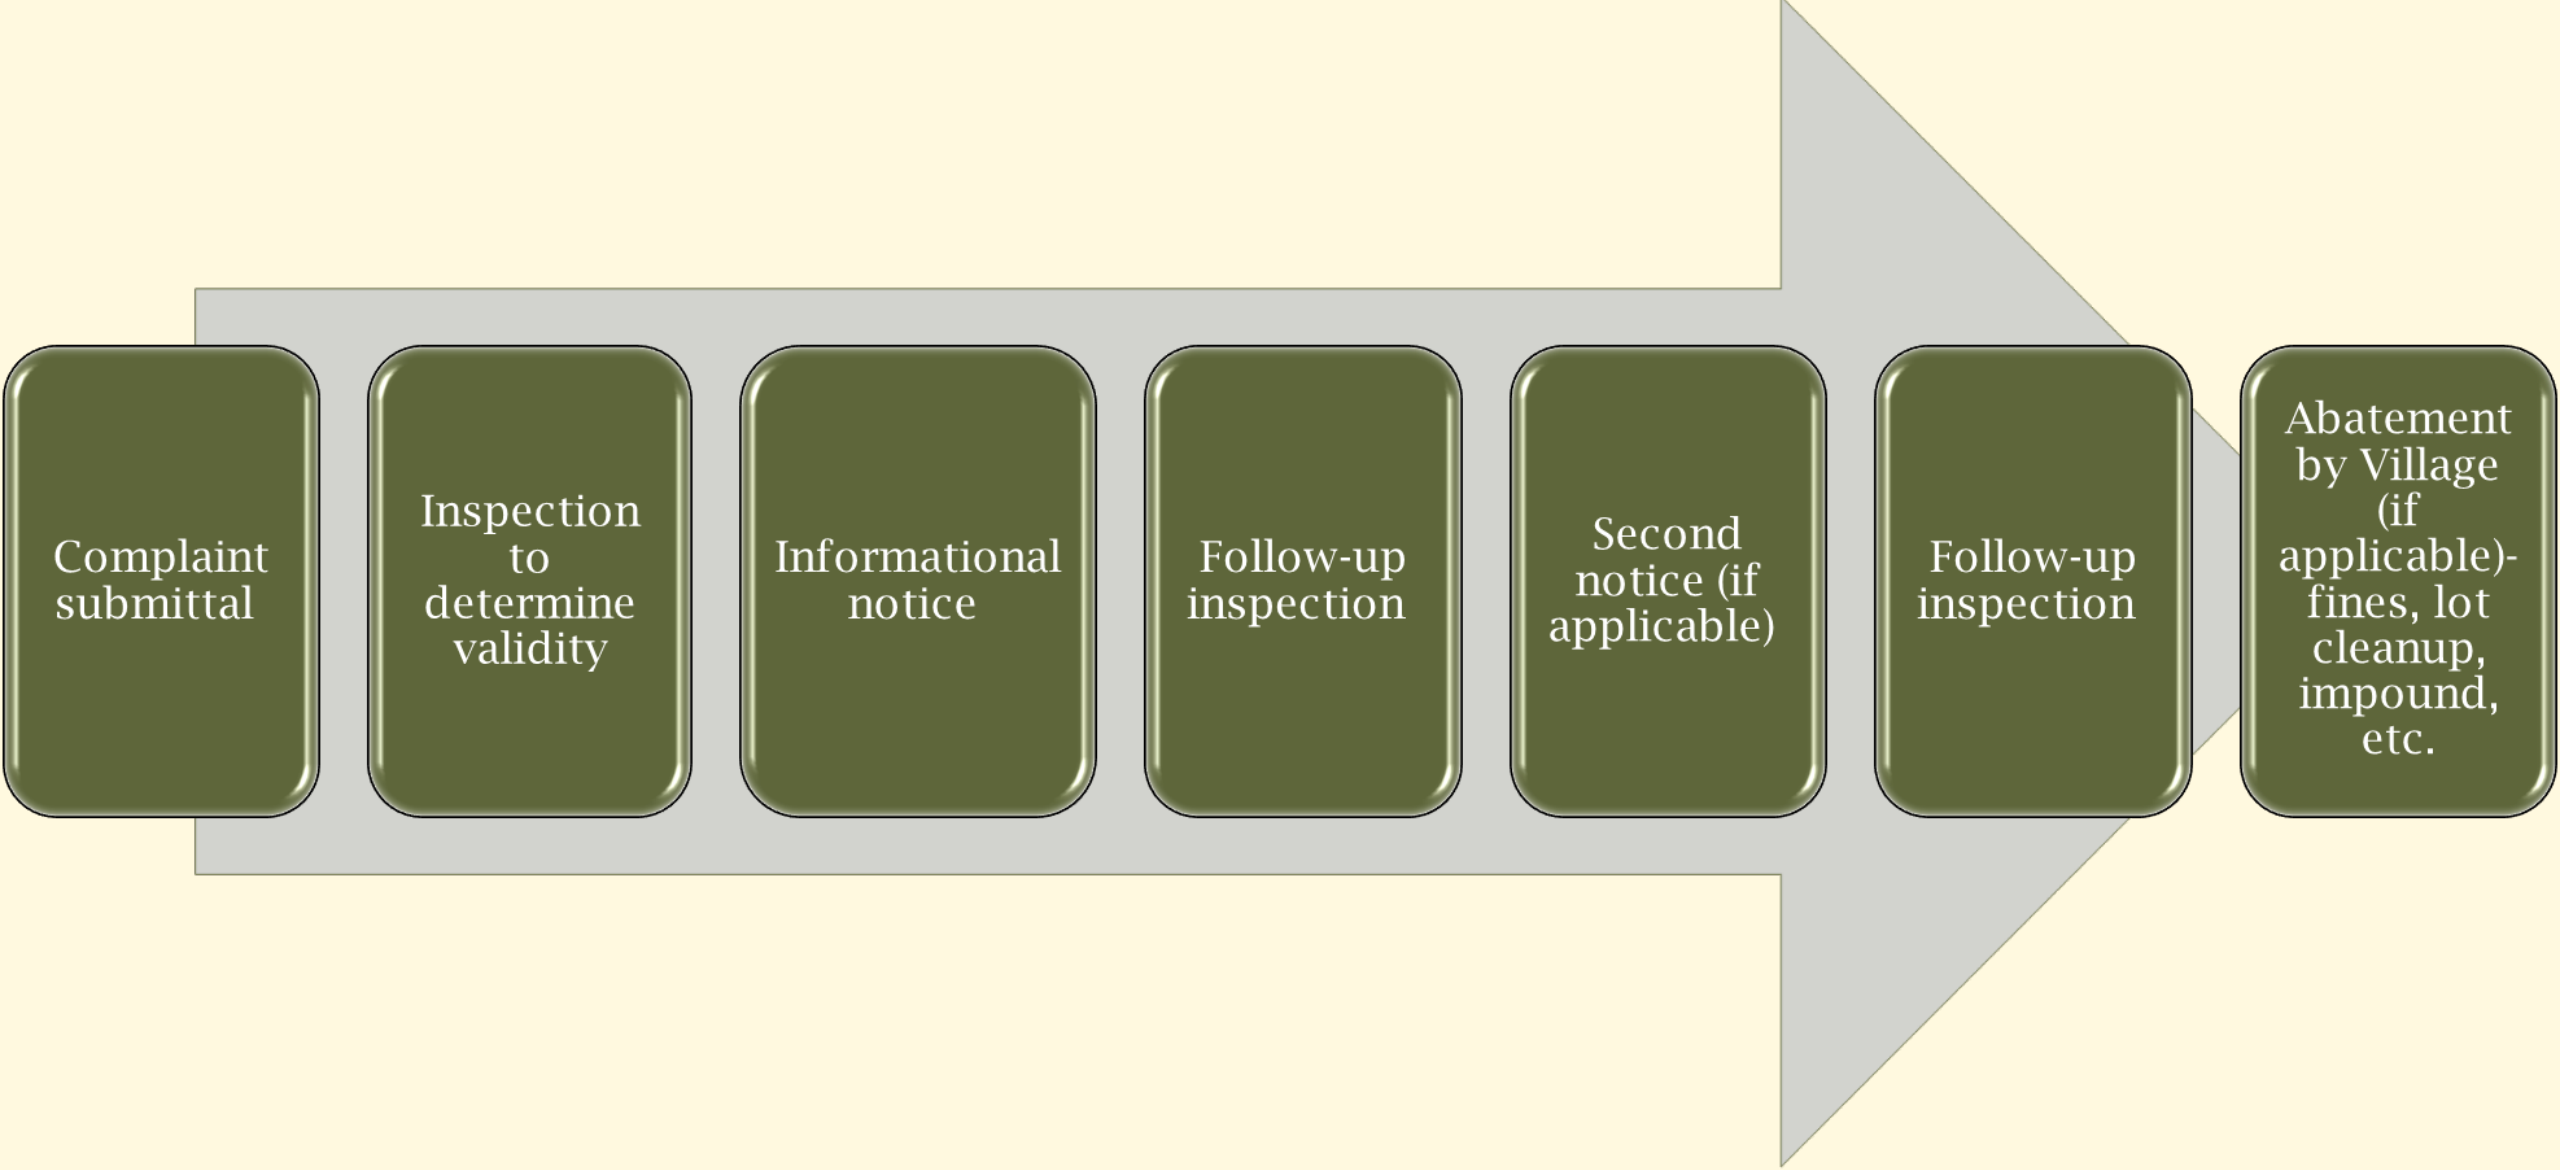 Complaint
submittal
Inspection
to
determine
validity
Informational
notice
Follow-up
inspection
Second
notice (if
applicable)
Follow-up
inspection
Abatement
by Village
(if
applicable)-
fines, lot
cleanup,
impound,
etc.